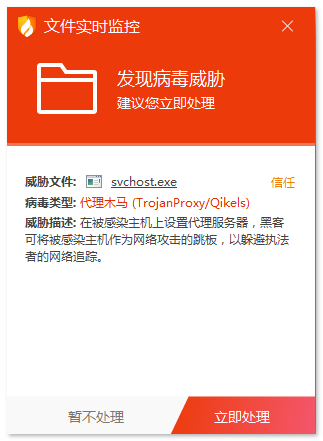 文件实时监控
发现病毒威胁
建议您立即处理
威胁文件: svchost.exe 信任
病毒类型: 代理木马 (TrojanProxy/Qikels)
威胁描述: 在被感染主机上设置代理服务器，黑客
可将被感染主机作为网络攻击的跳板，以躲避执法
者的网络追踪。
暂不处理 立即处理